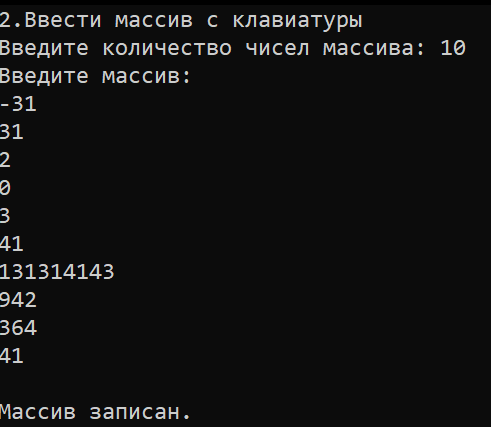 2.Ввести массив с клавиатуры
Введите количество чисел массива: 10
Введите массив:
-31
31
2
0
3
41
131314143
942
364
41
Массив записан.